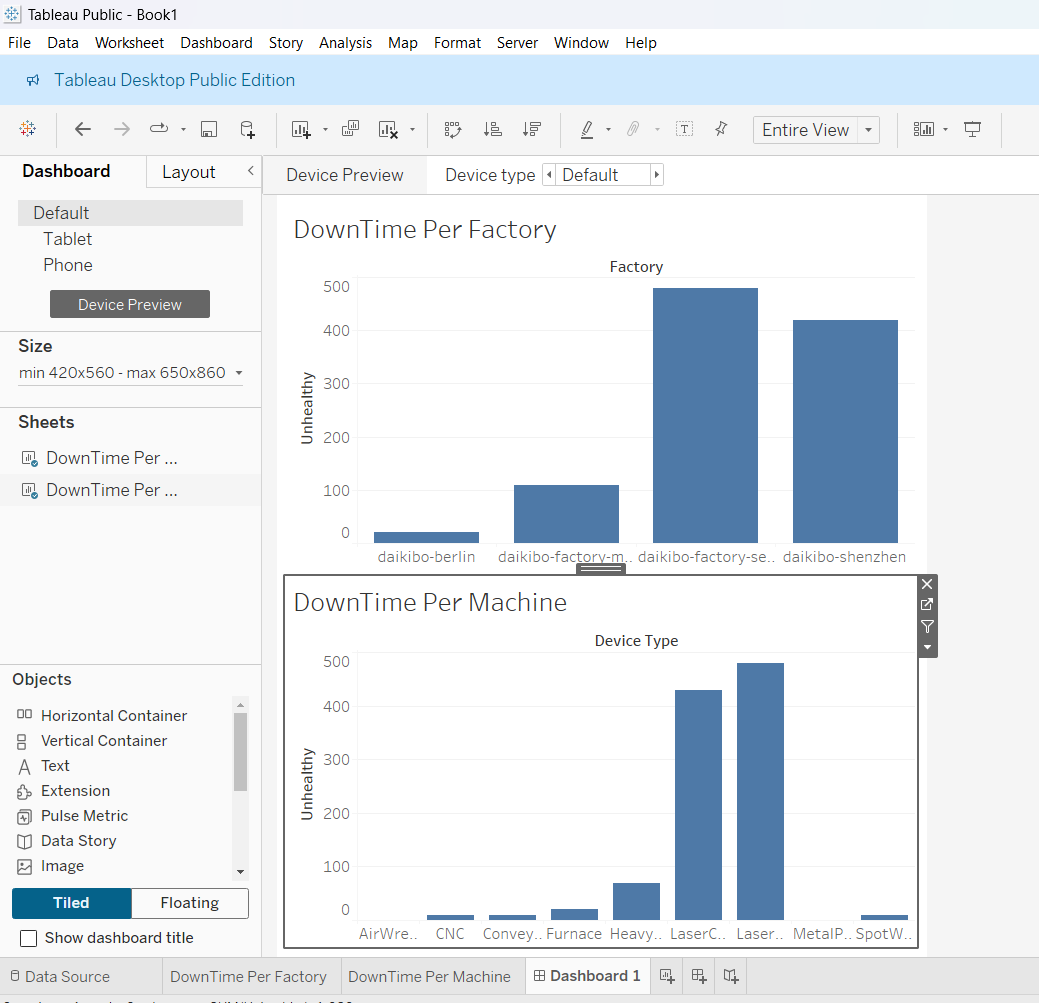 Tableau Public - Book1
File Data Worksheet Dashboard Story Analysis Map Format Server Window Help
Tableau Desktop Public Edition
T Entire View
Dashboard Layout
Device Preview Device type Default
Default
Tablet
Phone
Device Preview
Size
min 420x560 - max 650x860
Sheets
DownTime Per ...
DownTime Per ...
Objects
Horizontal Container
Vertical Container
Text
Extension
Pulse Metric
Data Story
Image
Tiled Floating
Show dashboard title
DownTime Per Factory
Factory
Unhealthy
500
400
300
200
100
0
daikibo-berlin daikibo-factory-m.. daikibo-factory-se.. daikibo-shenzhen
DownTime Per Machine
Device Type
Unhealthy
500
400
300
200
100
0
AirWre.. CNC Convey.. Furnace Heavy.. LaserC.. Laser.. MetalP.. SpotW..
Data Source DownTime Per Factory DownTime Per Machine Dashboard 1